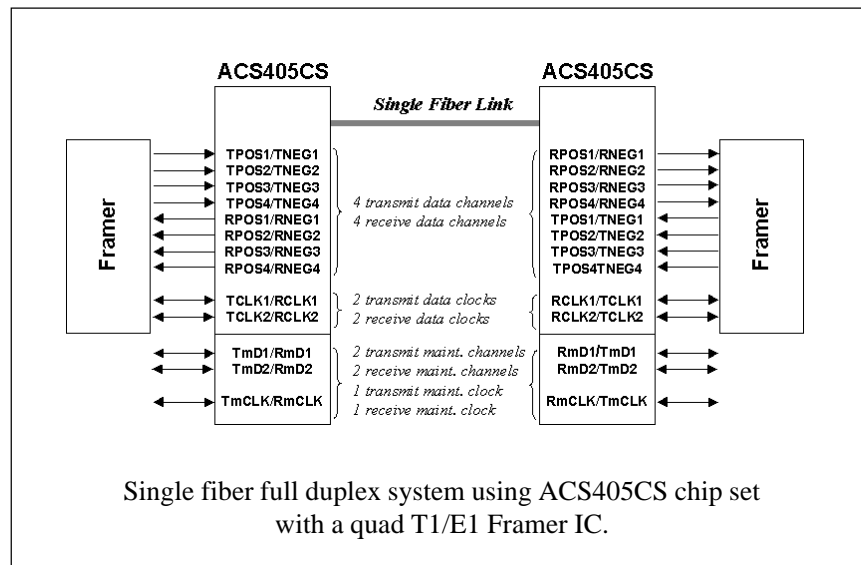 ACS405CS
ACS405CS
Single Fiber Link
Framer
TPOS1/TNEG1
TPOS2/TNEG2
TPOS3/TNEG3
TPOS4/TNEG4
RPOS1/RNEG1
RPOS2/RNEG2
RPOS3/RNEG3
RPOS4/RNEG4
TCLK1/RCLK1
TCLK2/RCLK2
TmD1/RmD1
TmD2/RmD2
TmCLK/RmCLK
4 transmit data channels
4 receive data channels
2 transmit data clocks
2 receive data clocks
2 transmit maint. channels
2 receive maint. channels
1 transmit maint. clock
1 receive maint. clock
RPOS1/RNEG1
RPOS2/RNEG2
RPOS3/RNEG3
RPOS4/RNEG4
TPOS1/TNEG1
TPOS2/TNEG2
TPOS3/TNEG3
TPOS4TNEG4
RCLK1/TCLK1
RCLK2/TCLK2
RmD1/TmD1
RmD2/TmD2
RmCLK/TmCLK
Framer
Single fiber full duplex system using ACS405CS chip set
with a quad T1/E1 Framer IC.